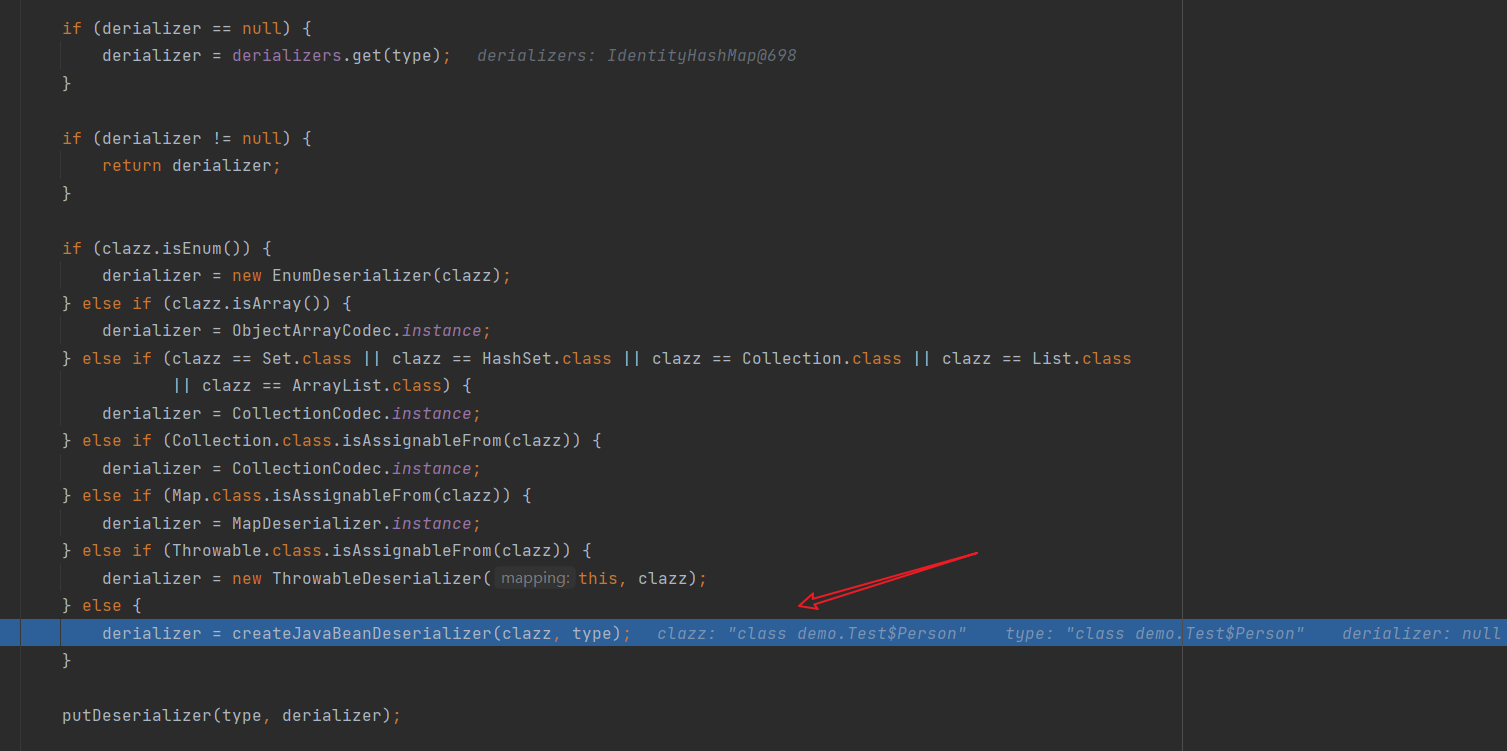 if (derializer == null) {
derializer = derializers.get(type); derializers: IdentityHashMap@698
}
if (derializer != null) {
return derializer;
}
if (clazz.isEnum()) {
derializer = new EnumDeserializer(clazz);
} else if (clazz.isArray()) {
derializer = ObjectArrayCodec.instance;
} else if (clazz == Set.class || clazz == HashSet.class || clazz == Collection.class || clazz == List.class
|| clazz == ArrayList.class) {
derializer = CollectionCodec.instance;
} else if (Collection.class.isAssignableFrom(clazz)) {
derializer = CollectionCodec.instance;
} else if (Map.class.isAssignableFrom(clazz)) {
derializer = MapDeserializer.instance;
} else if (Throwable.class.isAssignableFrom(clazz)) {
derializer = new ThrowableDeserializer( mapping: this, clazz);
} else {
derializer = createJavaBeanDeserializer(clazz, type); clazz: "class demo.Test$Person" type: "class demo.Test$Person" derializer: null
}
putDeserializer(type, derializer);